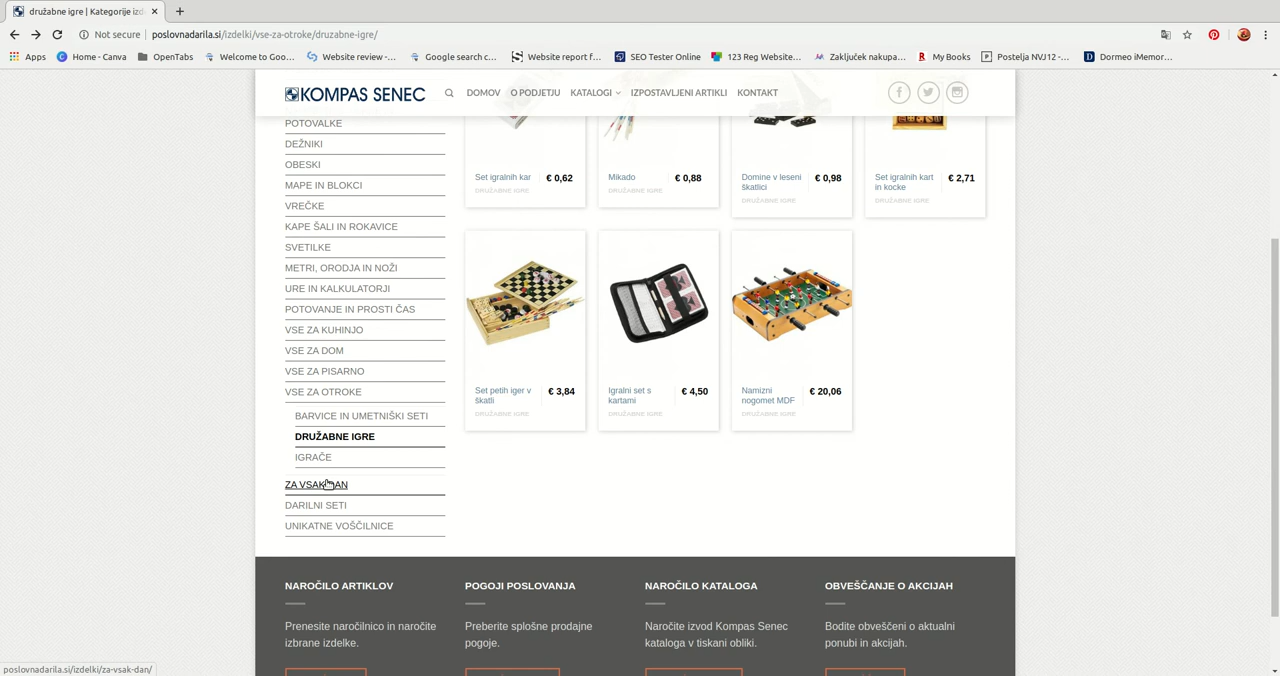 družabne igre | Kategorije izd
Not secure | poslovnadarila.si/izdelki/vse-za-otroke/druzabne-igre/
Apps
Home - Canva
OpenTabs
Welcome to Goo…
Website review -…
Google search c…
Website report f…
SEO Tester Online
123 Reg Website…
Zaključek nakupa…
My Books
Postelja NVJ12 -…
Dormeo iMemor…
KOMPAS SENEC
DOMOV
O PODJETJU
KATALOGI
IZPOSTAVLJENI ARTIKLI
KONTAKT
POTOVALKE
DEŽNIKI
OBESKI
MAPE IN BLOKCI
VREČKE
KAPE ŠALI IN ROKAVICE
SVETILKE
METRI, ORODJA IN NOŽI
URE IN KALKULATORJI
POTOVANJE IN PROSTI ČAS
VSE ZA KUHINJO
VSE ZA DOM
VSE ZA PISARNO
VSE ZA OTROKE
BARVICE IN UMETNIŠKI SETI
DRUŽABNE IGRE
IGRAČE
ZA VSAK DAN
DARILNI SETI
UNIKATNE VOŠČILNICE
Set igralnih kar
€ 0,62
DRUŽABNE IGRE
Mikado
€ 0,88
DRUŽABNE IGRE
Domine v leseni
škatlici
€ 0,98
DRUŽABNE IGRE
Set igralnih kart
in kocke
€ 2,71
DRUŽABNE IGRE
Set petih iger v
škatli
€ 3,84
DRUŽABNE IGRE
Igralni set s
kartami
€ 4,50
DRUŽABNE IGRE
Namizni
nogomet MDF
€ 20,06
DRUŽABNE IGRE
NAROČILO ARTIKLOV
Prenesite naročilnico in naročite
izbrane izdelke.
POGOJI POSLOVANJA
Preberite splošne prodajne
pogoje.
NAROČILO KATALOGA
Naročite izvod Kompas Senec
kataloga v tiskani obliki.
OBVEŠČANJE O AKCIJAH
Bodite obveščeni o aktualni
ponubi in akcijah.
poslovnadarila.si/izdelki/za-vsak-dan/